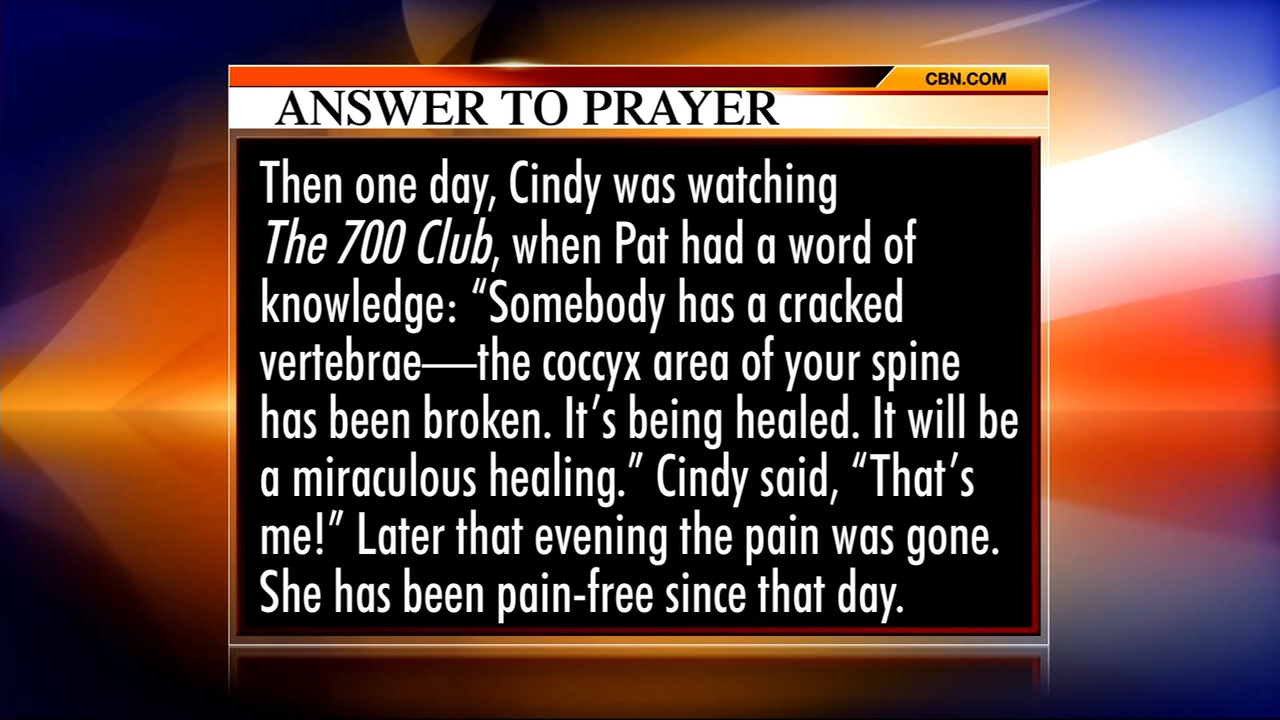 CBN.COM
ANSWER TO PRAYER
Then one day, Cindy was watching
The 700 Club, when Pat had a word of
knowledge: “Somebody has a cracked
vertebrae—the coccyx area of your spine
has been broken. It’s being healed. It will be
a miraculous healing.” Cindy said, “That’s
me!” Later that evening the pain was gone.
She has been pain-free since that day.